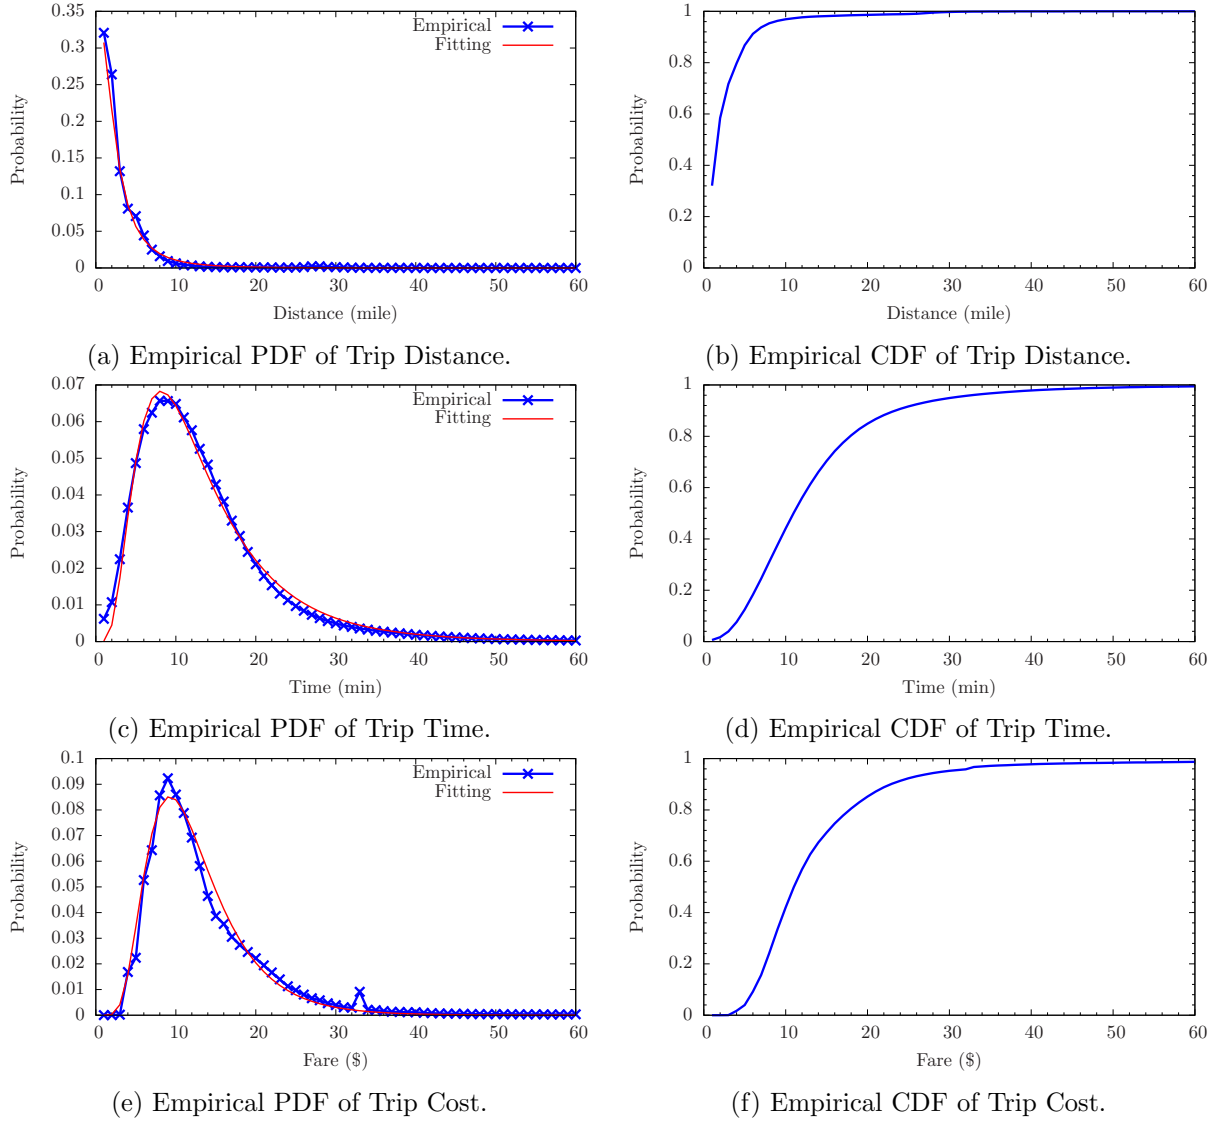 0.35
0.3
0.25
0.2
0.15
0.1
0.05
0
Probability
Empirical
Fitting
0 10 20 30 40 50 60
Distance (mile)
(a) Empirical PDF of Trip Distance.
1
0.8
0.6
0.4
0.2
0
Probability
0 10 20 30 40 50 60
Distance (mile)
(b) Empirical CDF of Trip Distance.
0.07
0.06
0.05
0.04
0.03
0.02
0.01
0
Probability
Empirical
Fitting
0 10 20 30 40 50 60
Time (min)
(c) Empirical PDF of Trip Time.
1
0.8
0.6
0.4
0.2
0
Probability
0 10 20 30 40 50 60
Time (min)
(d) Empirical CDF of Trip Time.
0.1
0.09
0.08
0.07
0.06
0.05
0.04
0.03
0.02
0.01
0
Probability
Empirical
Fitting
0 10 20 30 40 50 60
Fare ($)
(e) Empirical PDF of Trip Cost.
1
0.8
0.6
0.4
0.2
0
Probability
0 10 20 30 40 50 60
Fare ($)
(f) Empirical CDF of Trip Cost.